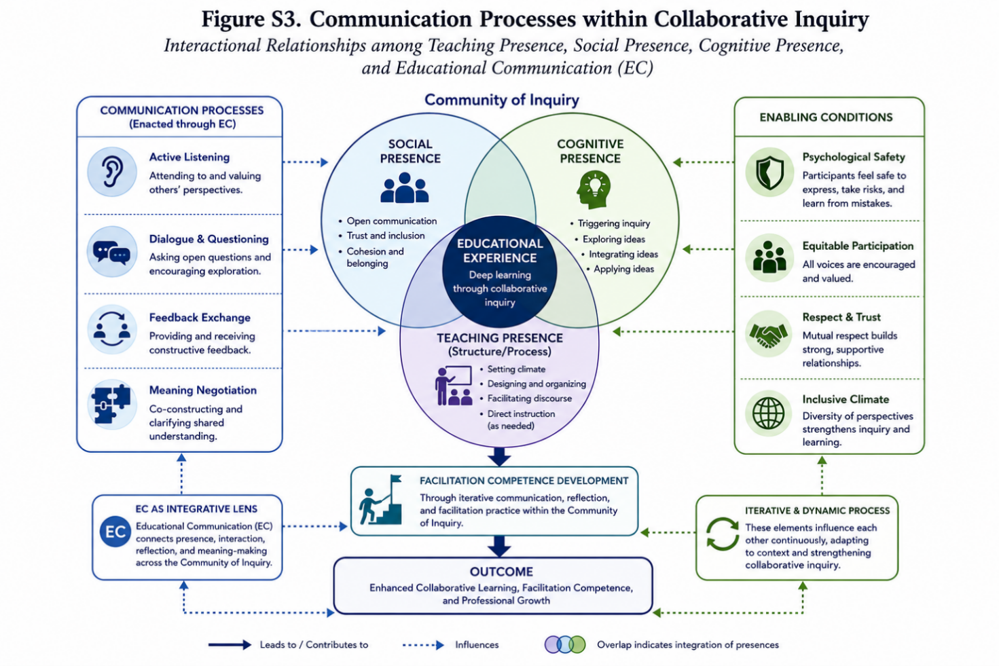 Figure S3. Communication Processes within Collaborative Inquiry
Interactional Relationships among Teaching Presence, Social Presence, Cognitive Presence,
and Educational Communication (EC)
COMMUNICATION PROCESSES
(Enacted through EC)
Active Listening
Attending to and valuing
others' perspectives.
Dialogue & Questioning
Asking open questions and
encouraging exploration.
Feedback Exchange
Providing and receiving
constructive feedback.
Meaning Negotiation
Co-constructing and
clarifying shared
understanding.
EC AS INTEGRATIVE LENS
EC
Educational Communication (EC)
connects presence, interaction,
reflection, and meaning-making
across the Community of Inquiry.
Community of Inquiry
SOCIAL
PRESENCE
• Open communication
• Trust and inclusion
• Cohesion and
belonging
COGNITIVE
PRESENCE
• Triggering inquiry
• Exploring ideas
• Integrating ideas
• Applying ideas
EDUCATIONAL
EXPERIENCE
Deep learning
through collaborative
inquiry
TEACHING PRESENCE
(Structure/Process)
• Setting climate
• Designing and organizing
• Facilitating discourse
• Direct instruction
(as needed)
FACILITATION COMPETENCE DEVELOPMENT
Through iterative communication, reflection,
and facilitation practice within the Community
of Inquiry.
OUTCOME
Enhanced Collaborative Learning, Facilitation Competence,
and Professional Growth
ENABLING CONDITIONS
Psychological Safety
Participants feel safe to
express, take risks, and
learn from mistakes.
Equitable Participation
All voices are encouraged
and valued.
Respect & Trust
Mutual respect builds
strong, supportive
relationships.
Inclusive Climate
Diversity of perspectives
strengthens inquiry and
learning.
ITERATIVE & DYNAMIC PROCESS
These elements influence each
other continuously, adapting
to context and strengthening
collaborative inquiry.
Leads to / Contributes to
Influences
Overlap indicates integration of presences